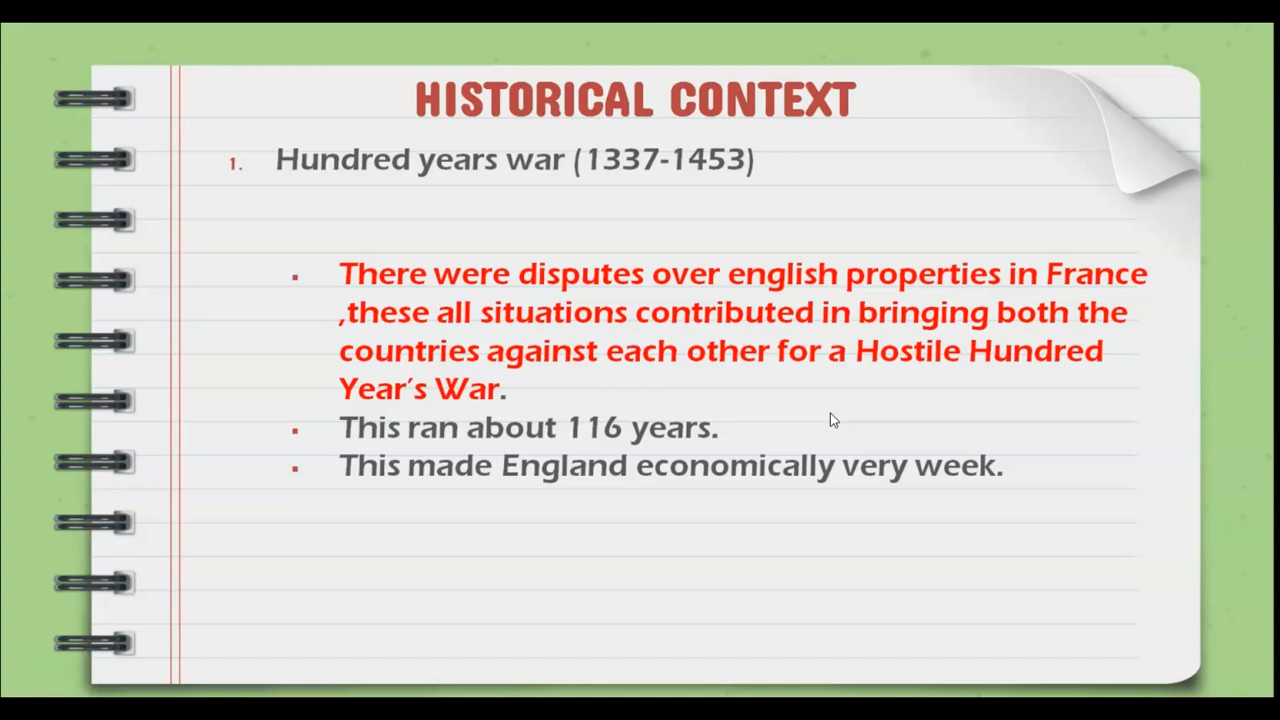 HISTORICAL CONTEXT
1. Hundred years war (1337-1453)
▪ There were disputes over english properties in France
,these all situations contributed in bringing both the
countries against each other for a Hostile Hundred
Year's War.
▪ This ran about 116 years.
▪ This made England economically very week.